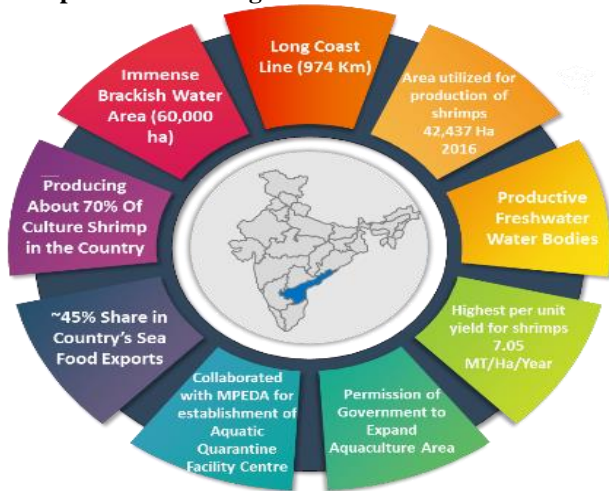 Long Coast
Line (974 Km)
Area utilized for
production of
shrimps
42,437 Ha
2016
Productive
Freshwater
Water Bodies
Highest per unit
yield for shrimps
7.05
MT/Ha/Year
Permission of
Government to
Expand
Aquaculture Area
Collaborated
with MPEDA for
establishment of
Aquatic
Quarantine
Facility Centre
~45% Share in
Country's Sea
Food Exports
Producing
About 70% Of
Culture Shrimp
in the Country
Immense
Brackish Water
Area (60,000
ha)